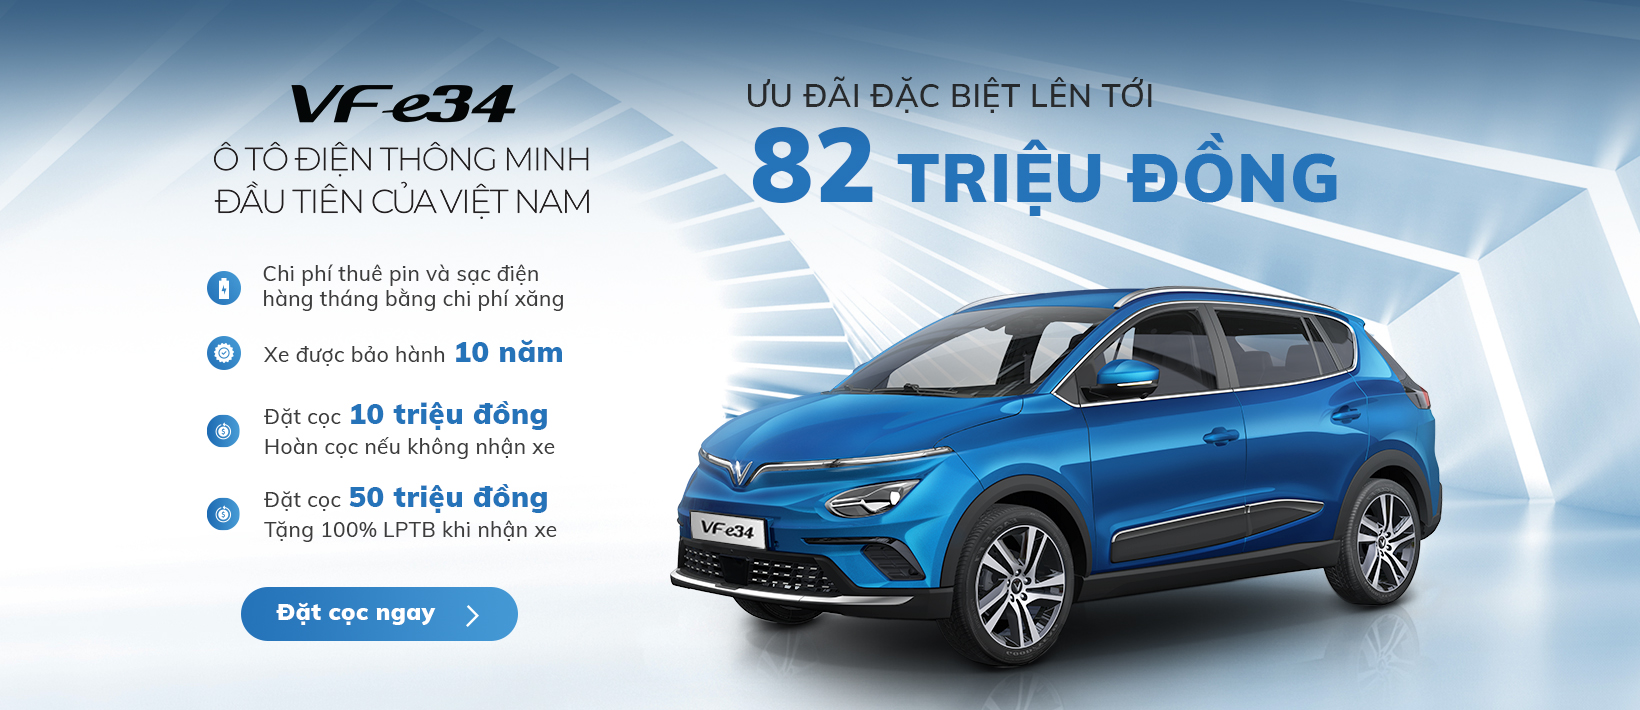 VF e34
Ô TÔ ĐIỆN THÔNG MINH
ĐẦU TIÊN CỦA VIỆT NAM
Chi phí thuê pin và sạc điện
hàng tháng bằng chi phí xăng
Xe được bảo hành 10 năm
Đặt cọc 10 triệu đồng
Hoàn cọc nếu không nhận xe
Đặt cọc 50 triệu đồng
Tặng 100% LPTB khi nhận xe
Đặt cọc ngay
ƯU ĐÃI ĐẶC BIỆT LÊN TỚI
82 TRIỆU ĐỒNG
VF e34